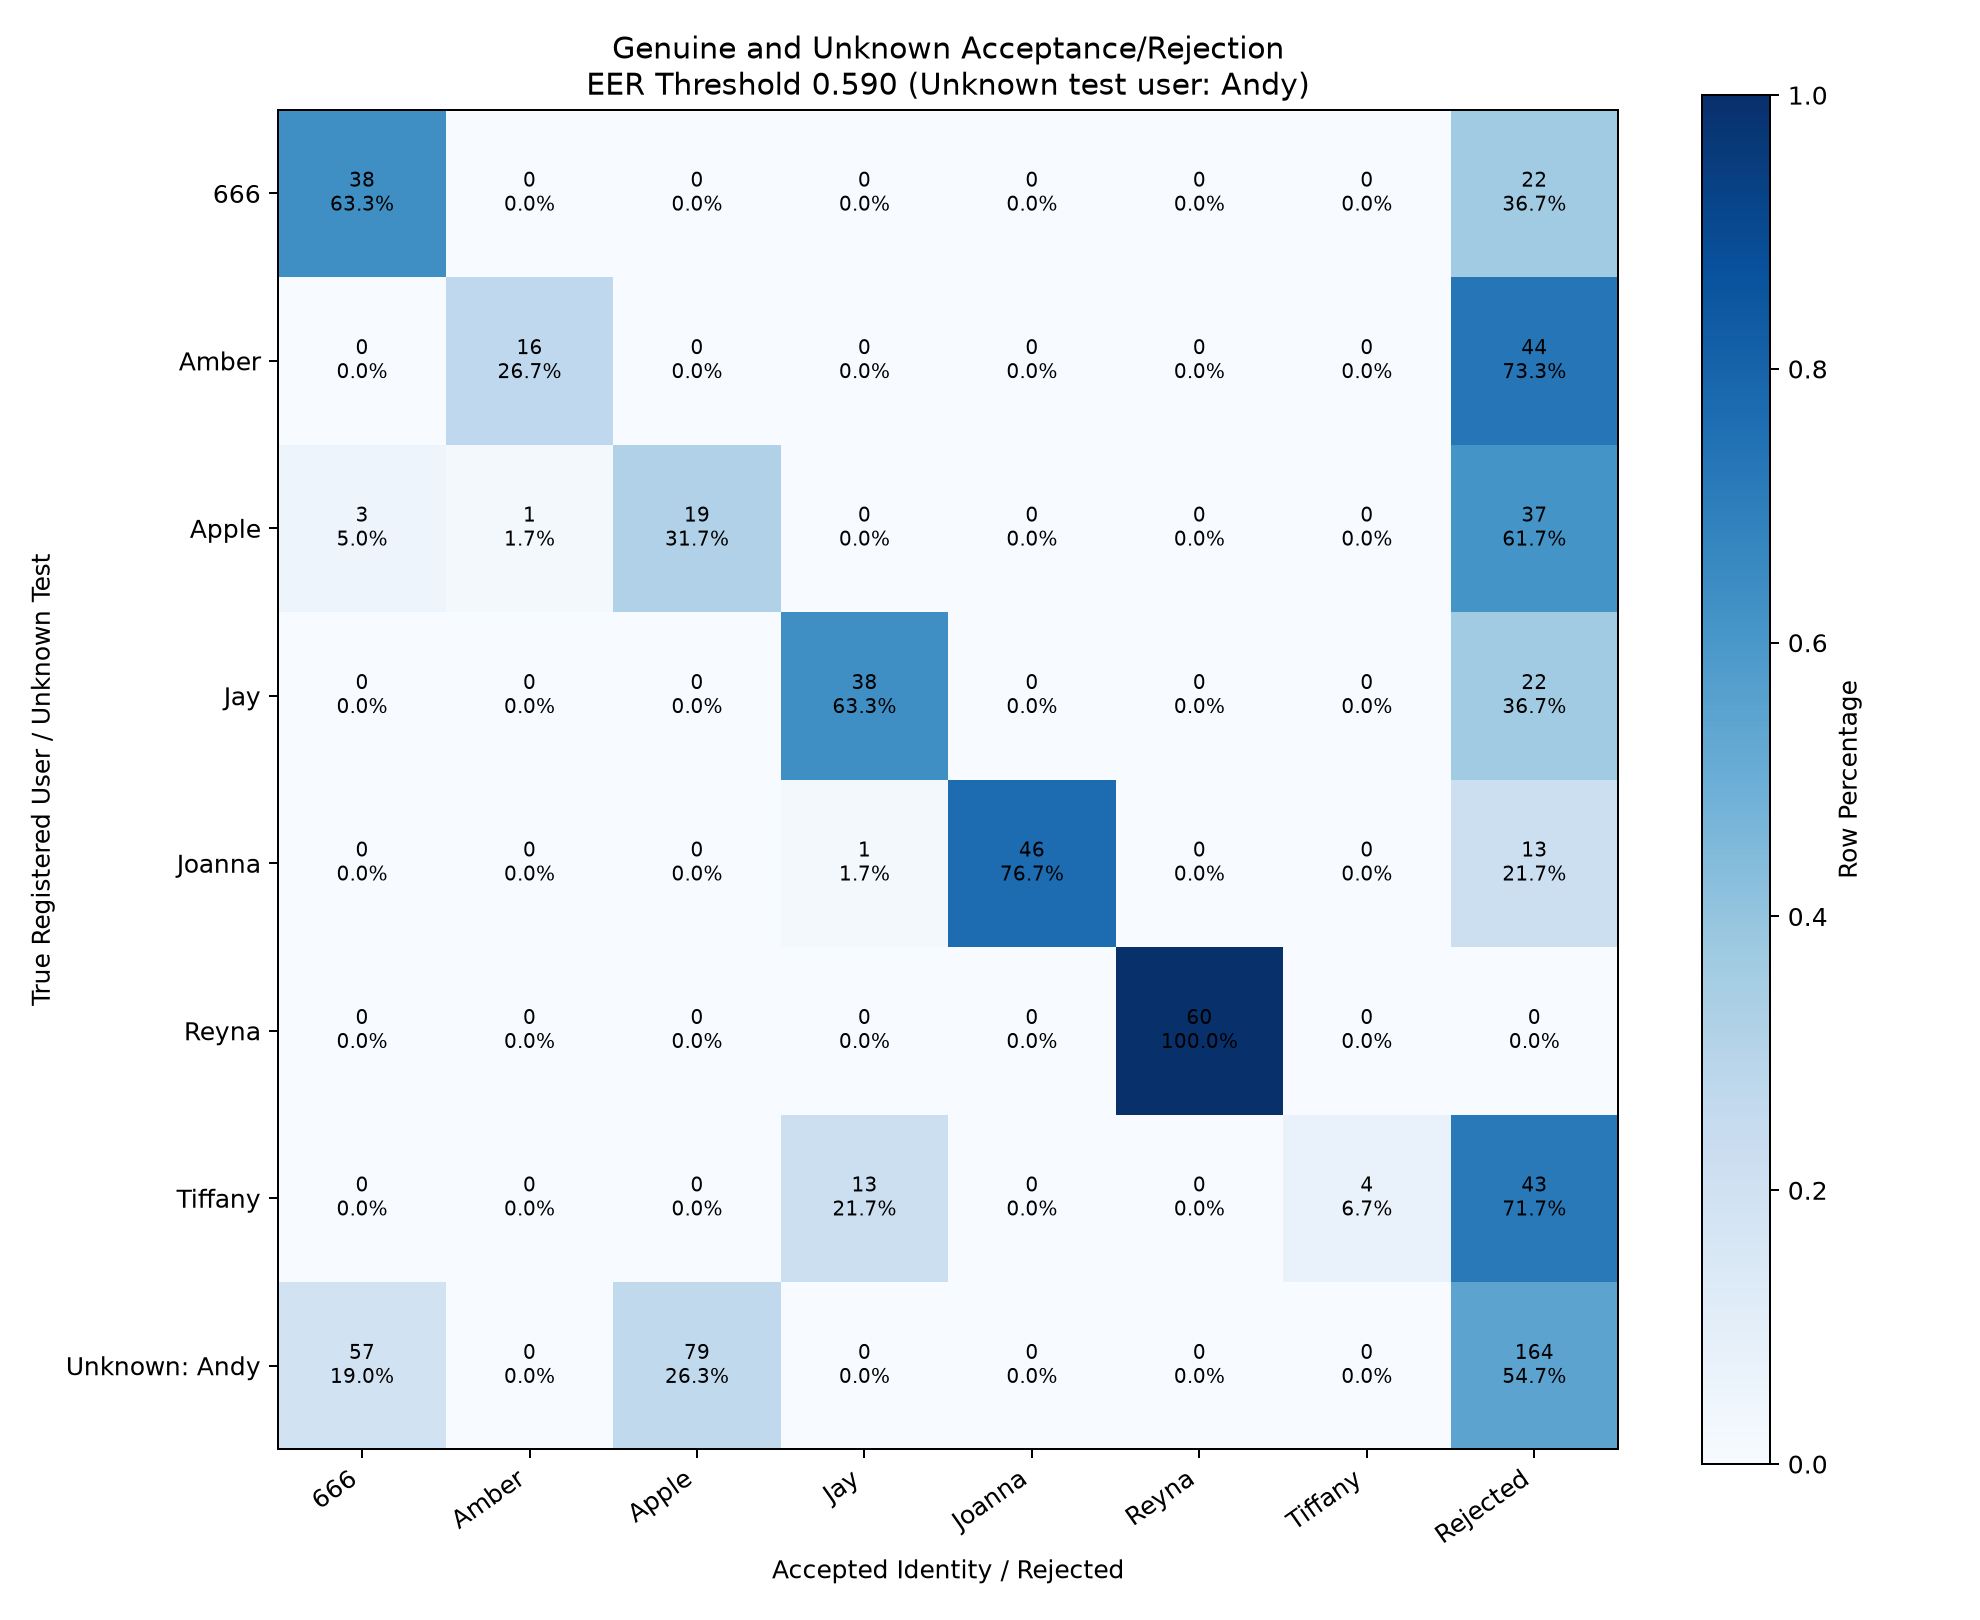 Genuine and Unknown Acceptance/Rejection
EER Threshold 0.590 (Unknown test user: Andy)
True Registered User / Unknown Test
666
38 0 0 0 0 0 0 22
63.3% 0.0% 0.0% 0.0% 0.0% 0.0% 0.0% 36.7%
Amber
0 16 0 0 0 0 0 44
0.0% 26.7% 0.0% 0.0% 0.0% 0.0% 0.0% 73.3%
Apple
3 1 19 0 0 0 0 37
5.0% 1.7% 31.7% 0.0% 0.0% 0.0% 0.0% 61.7%
Jay
0 0 0 38 0 0 0 22
0.0% 0.0% 0.0% 63.3% 0.0% 0.0% 0.0% 36.7%
Joanna
0 0 0 1 46 0 0 13
0.0% 0.0% 0.0% 1.7% 76.7% 0.0% 0.0% 21.7%
Reyna
0 0 0 0 0 60 0 0
0.0% 0.0% 0.0% 0.0% 0.0% 100.0% 0.0% 0.0%
Tiffany
0 0 0 13 0 0 4 43
0.0% 0.0% 0.0% 21.7% 0.0% 0.0% 6.7% 71.7%
Unknown: Andy
57 0 79 0 0 0 0 164
19.0% 0.0% 26.3% 0.0% 0.0% 0.0% 0.0% 54.7%
666 Amber Apple Jay Joanna Reyna Tiffany Rejected
Accepted Identity / Rejected
1.0
0.8
0.6
0.4
0.2
0.0
Row Percentage